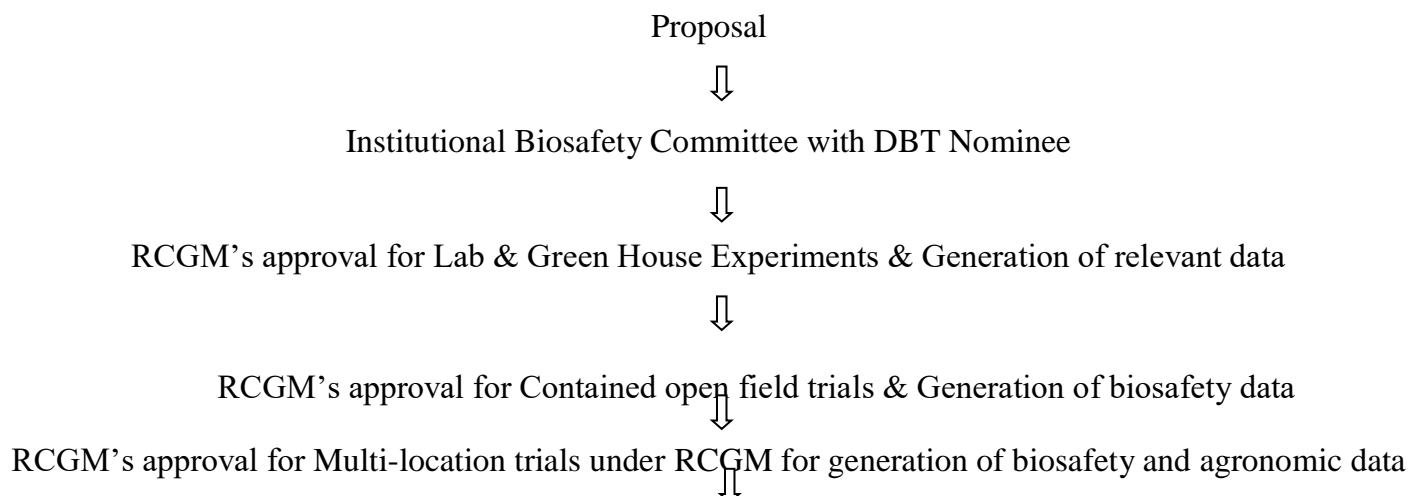 Proposal
Institutional Biosafety Committee with DBT Nominee
RCGM’s approval for Lab & Green House Experiments & Generation of relevant data
RCGM’s approval for Contained open field trials & Generation of biosafety data
RCGM’s approval for Multi-location trials under RCGM for generation of biosafety and agronomic data